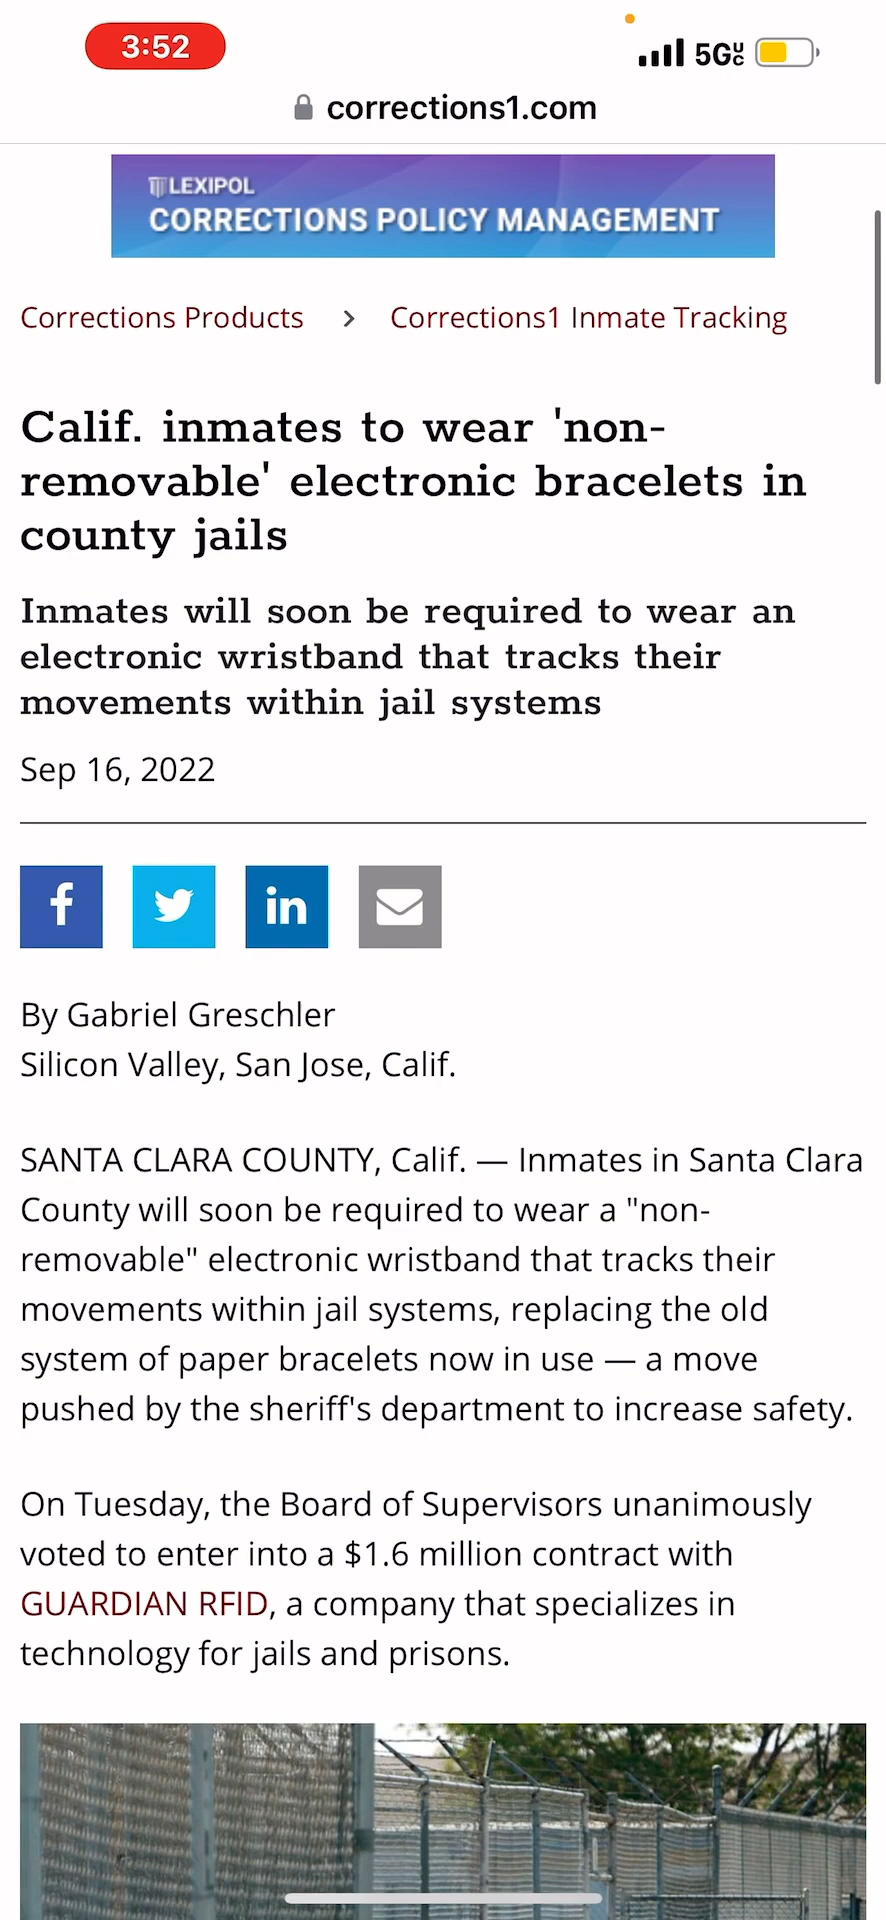 3:52
5GUC
corrections1.com
LEXIPOL
CORRECTIONS POLICY MANAGEMENT
Corrections Products > Corrections1 Inmate Tracking
Calif. inmates to wear 'non-
removable' electronic bracelets in
county jails
Inmates will soon be required to wear an
electronic wristband that tracks their
movements within jail systems
Sep 16, 2022
f
in
By Gabriel Greschler
Silicon Valley, San Jose, Calif.
SANTA CLARA COUNTY, Calif. — Inmates in Santa Clara
County will soon be required to wear a "non-
removable" electronic wristband that tracks their
movements within jail systems, replacing the old
system of paper bracelets now in use — a move
pushed by the sheriff's department to increase safety.
On Tuesday, the Board of Supervisors unanimously
voted to enter into a $1.6 million contract with
GUARDIAN RFID, a company that specializes in
technology for jails and prisons.